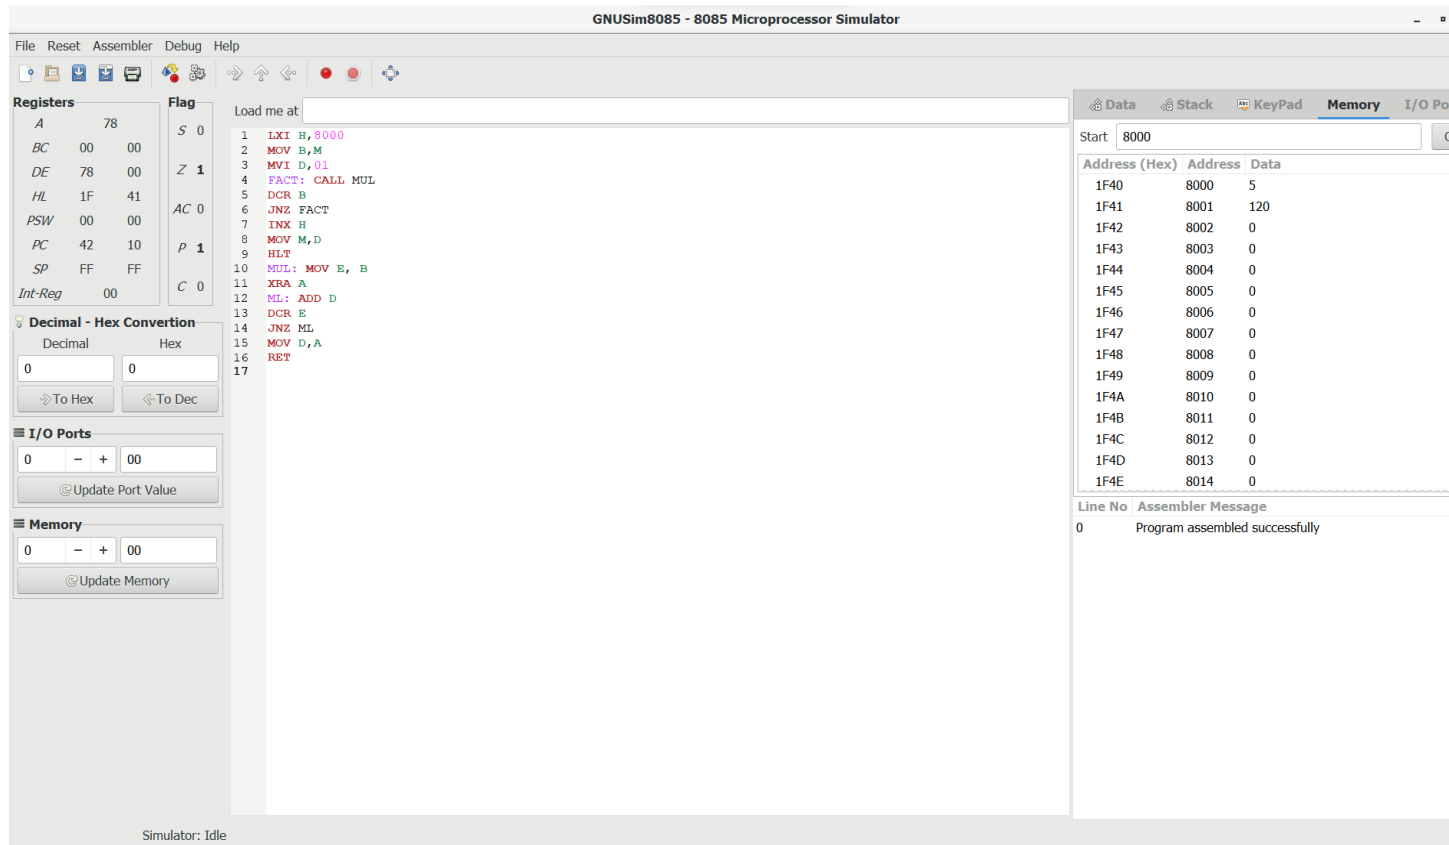 GNUSim8085 - 8085 Microprocessor Simulator
File Reset Assembler Debug Help
Registers
A 78
BC 00 00
DE 78 00
HL 1F 41
PSW 00 00
PC 42 10
SP FF FF
Int-Reg 00
Flag
S 0
Z 1
AC 0
P 1
C 0
Decimal - Hex Convertion
Decimal Hex
0 0
To Hex To Dec
I/O Ports
0 - + 00
Update Port Value
Memory
0 - + 00
Update Memory
Load me at
1 LXI H,8000
2 MOV B,M
3 MVI D,01
4 FACT: CALL MUL
5 DCR B
6 JNZ FACT
7 INX H
8 MOV M,D
9 HLT
10 MUL: MOV E, B
11 XRA A
12 ML: ADD D
13 DCR E
14 JNZ ML
15 MOV D,A
16 RET
17
Data Stack KeyPad Memory I/O Po
Start 8000
Address (Hex) Address Data
1F40 8000 5
1F41 8001 120
1F42 8002 0
1F43 8003 0
1F44 8004 0
1F45 8005 0
1F46 8006 0
1F47 8007 0
1F48 8008 0
1F49 8009 0
1F4A 8010 0
1F4B 8011 0
1F4C 8012 0
1F4D 8013 0
1F4E 8014 0
Line No Assembler Message
0 Program assembled successfully
Simulator: Idle